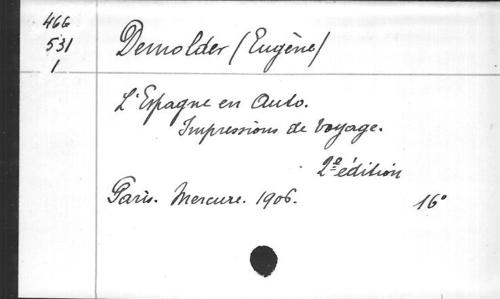 466
531
1
Demolder (Eugène)
L'Espagne en Auto.
Impressions de voyage.
2e édition
Paris. Mercure. 1906. 16°